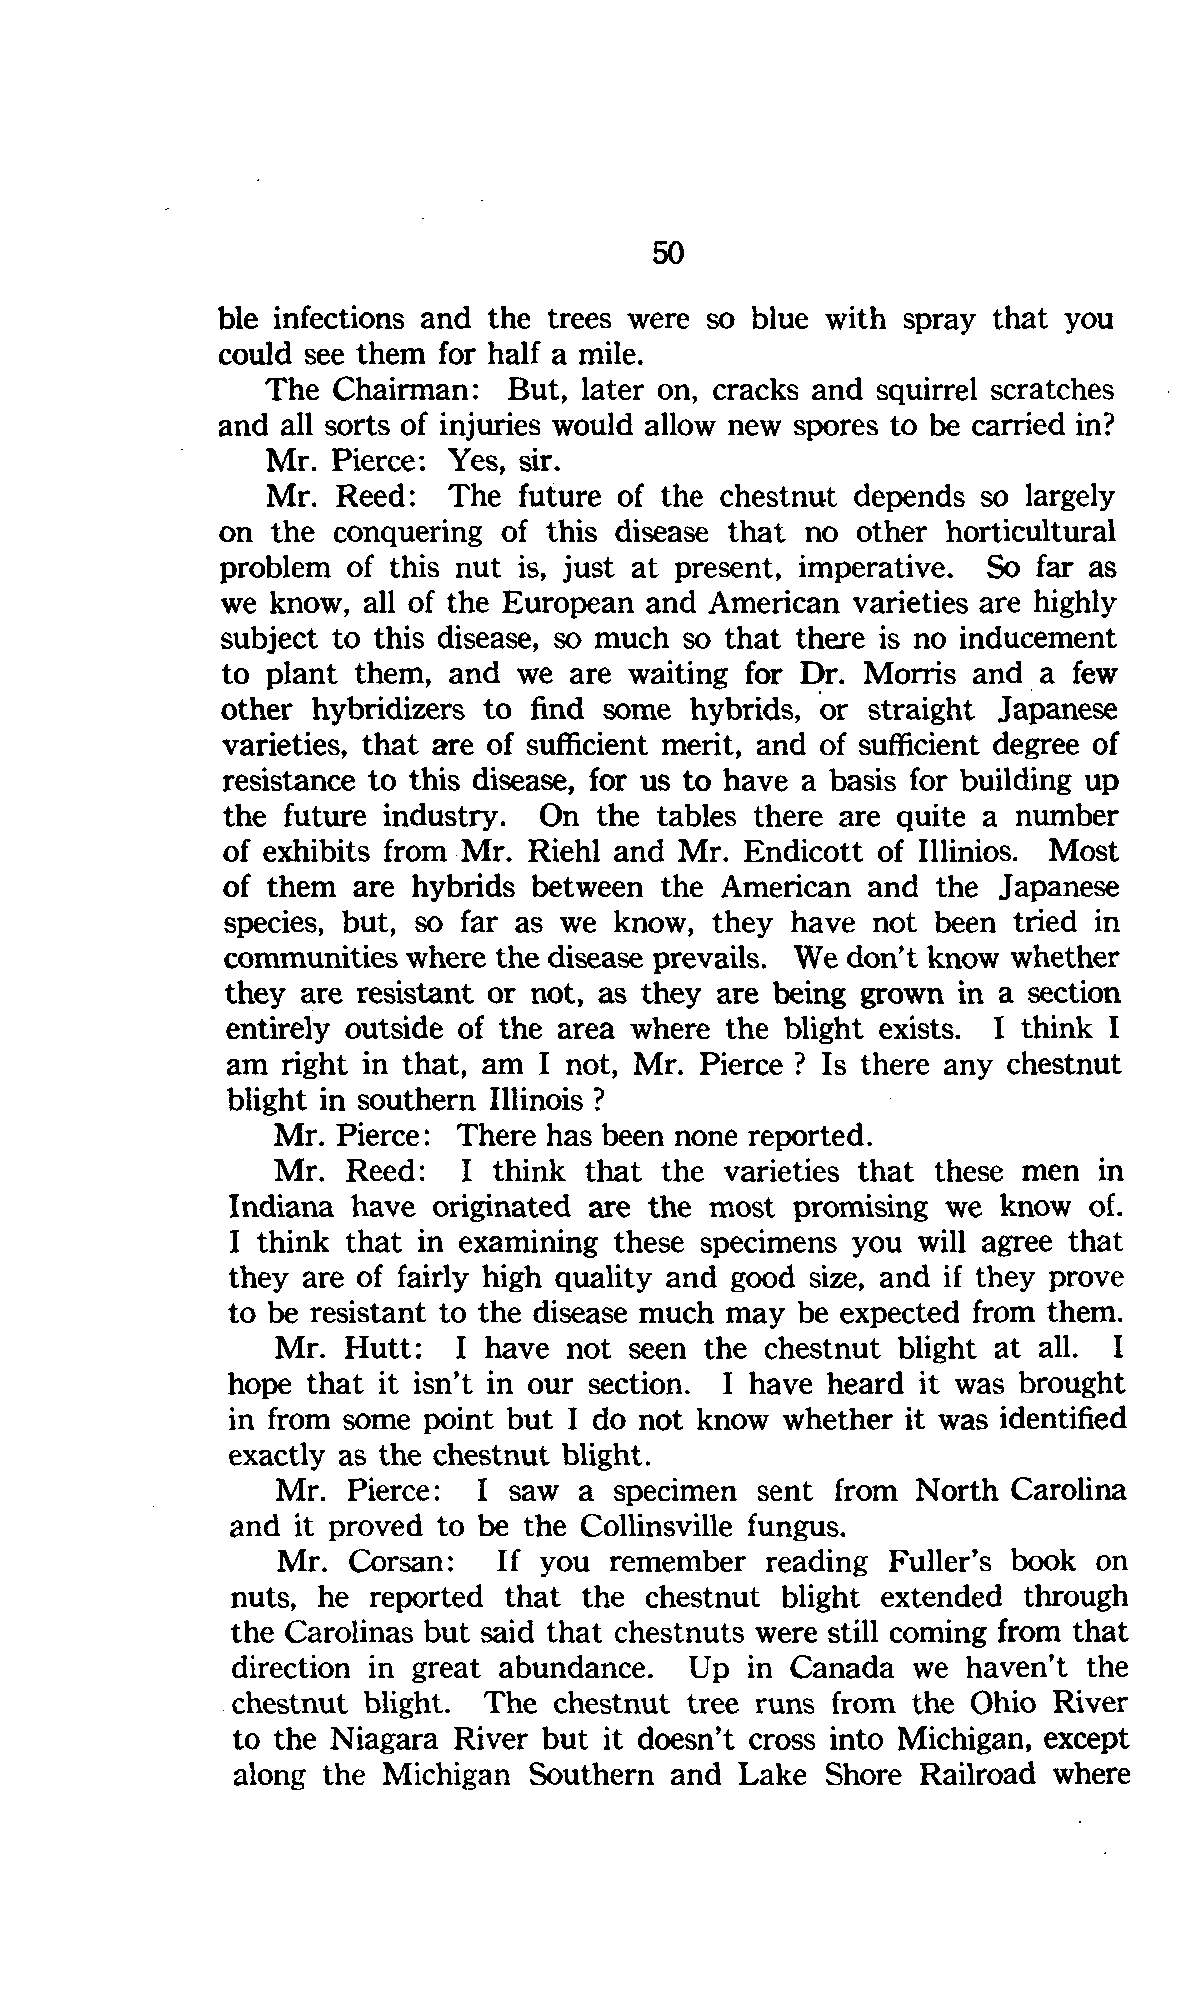 50
ble infections and the trees were so blue with spray that you
could see them for half a mile.
The Chairman: But, later on, cracks and squirrel scratches
and all sorts of injuries would allow new spores to be carried in?
Mr. Pierce: Yes, sir.
Mr. Reed: The future of the chestnut depends so largely
on the conquering of this disease that no other horticultural
problem of this nut is, just at present, imperative. So far as
we know, all of the European and American varieties are highly
subject to this disease, so much so that there is no inducement
to plant them, and we are waiting for Dr. Morris and a few
other hybridizers to find some hybrids, or straight Japanese
varieties, that are of sufficient merit, and of sufficient degree of
resistance to this disease, for us to have a basis for building up
the future industry. On the tables there are quite a number
of exhibits from Mr. Riehl and Mr. Endicott of Illinios. Most
of them are hybrids between the American and the Japanese
species, but, so far as we know, they have not been tried in
communities where the disease prevails. We don't know whether
they are resistant or not, as they are being grown in a section
entirely outside of the area where the blight exists. I think I
am right in that, am I not, Mr. Pierce ? Is there any chestnut
blight in southern Illinois ?
Mr. Pierce: There has been none reported.
Mr. Reed: I think that the varieties that these men in
Indiana have originated are the most promising we know of.
I think that in examining these specimens you will agree that
they are of fairly high quality and good size, and if they prove
to be resistant to the disease much may be expected from them.
Mr. Hutt: I have not seen the chestnut blight at all. I
hope that it isn't in our section. I have heard it was brought
in from some point but I do not know whether it was identified
exactly as the chestnut blight.
Mr. Pierce: I saw a specimen sent from North Carolina
and it proved to be the Collinsville fungus.
Mr. Corsan: If you remember reading Fuller's book on
nuts, he reported that the chestnut blight extended through
the Carolinas but said that chestnuts were still coming from that
direction in great abundance. Up in Canada we haven't the
chestnut blight. The chestnut tree runs from the Ohio River
to the Niagara River but it doesn't cross into Michigan, except
along the Michigan Southern and Lake Shore Railroad where